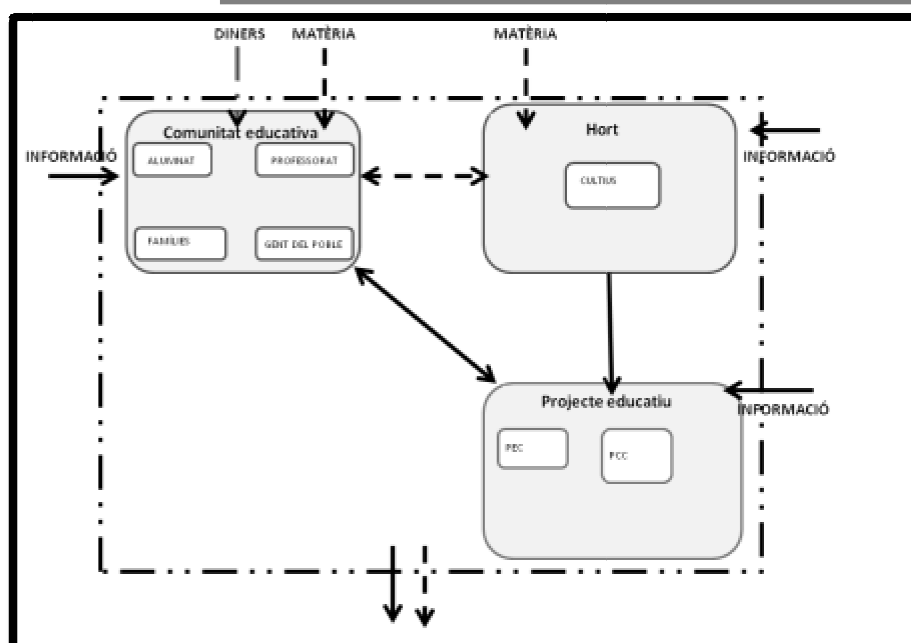 DINERS MATÈRIA MATÈRIA
Comunitat educativa
Hort
INFORMACIÓ
INFORMACIÓ
ALUMNAT PROFESSORAT
CULTIUS
FAMÍLIES GENT DEL POBLE
Projecte educatiu
INFORMACIÓ
PEC
PCC